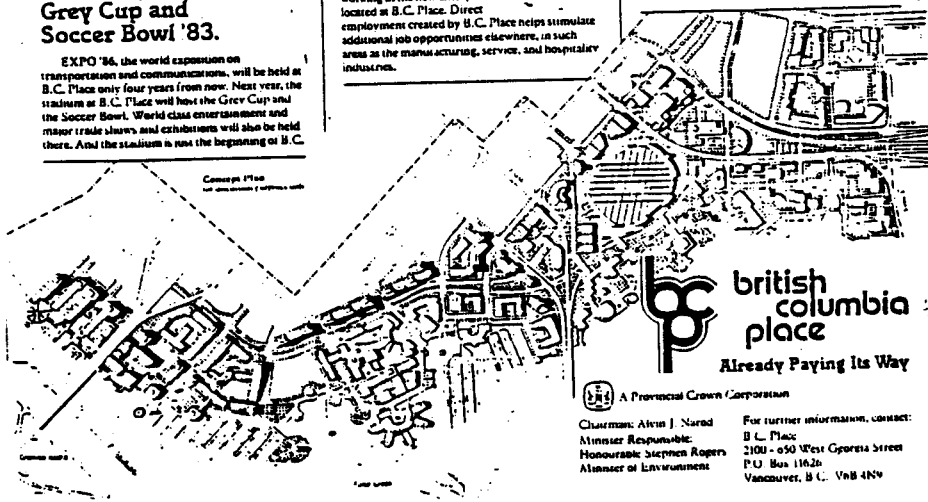 Grey Cup and
Soccer Bowl '83.
EXPO '86, the world exposition on
transportation and communications, will be held at
B.C. Place only four years from now. Next year, the
stadium at B.C. Place will host the Grey Cup and
the Soccer Bowl. World class entertainment and
major trade shows and exhibitions will also be held
there. And the stadium is just the beginning of B.C.
located at B.C. Place. Direct
employment created by B.C. Place helps stimulate
additional job opportunities elsewhere, in such
areas as the manufacturing, service, and hospitality
industries.
Concept Plan
bcp
british
columbia
place
Already Paying Its Way
A Provincial Crown Corporation
Chairman: Alvin J. Narod
Minister Responsible:
Honourable Stephen Rogers
Minister of Environment
For further information, contact:
B.C. Place
2100 - 650 West Georgia Street
P.O. Box 11626
Vancouver, B.C. V6B 4N9